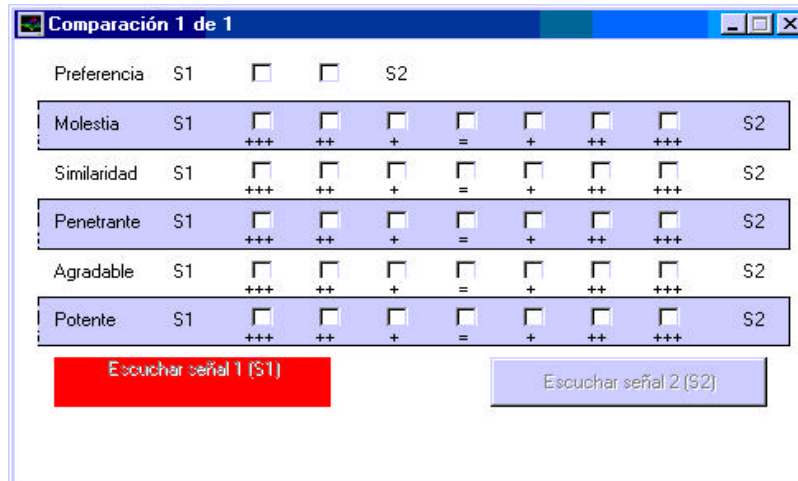 Comparación 1 de 1
Preferencia S1 S2
Molestia S1 S2
+++ ++ + = + ++ +++
Similaridad S1 S2
+++ ++ + = + ++ +++
Penetrante S1 S2
+++ ++ + = + ++ +++
Agradable S1 S2
+++ ++ + = + ++ +++
Potente S1 S2
+++ ++ + = + ++ +++
Escuchar señal 1 (S1) Escuchar señal 2 (S2)